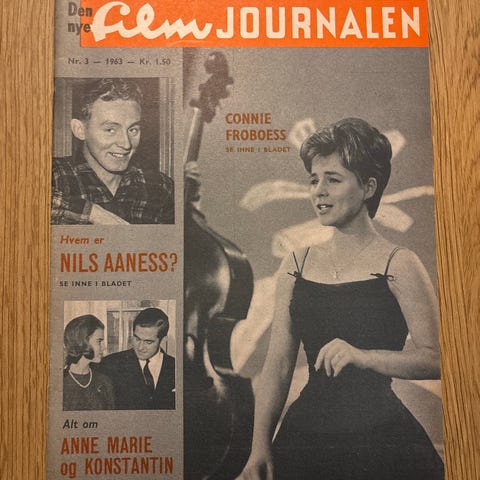 Den
nye
film JOURNALEN
Nr. 3 — 1963 — Kr. 1.50
CONNIE
FROBOESS
SE INNE I BLADET
Hvem er
NILS AANESS?
SE INNE I BLADET
Alt om
ANNE MARIE
og KONSTANTIN